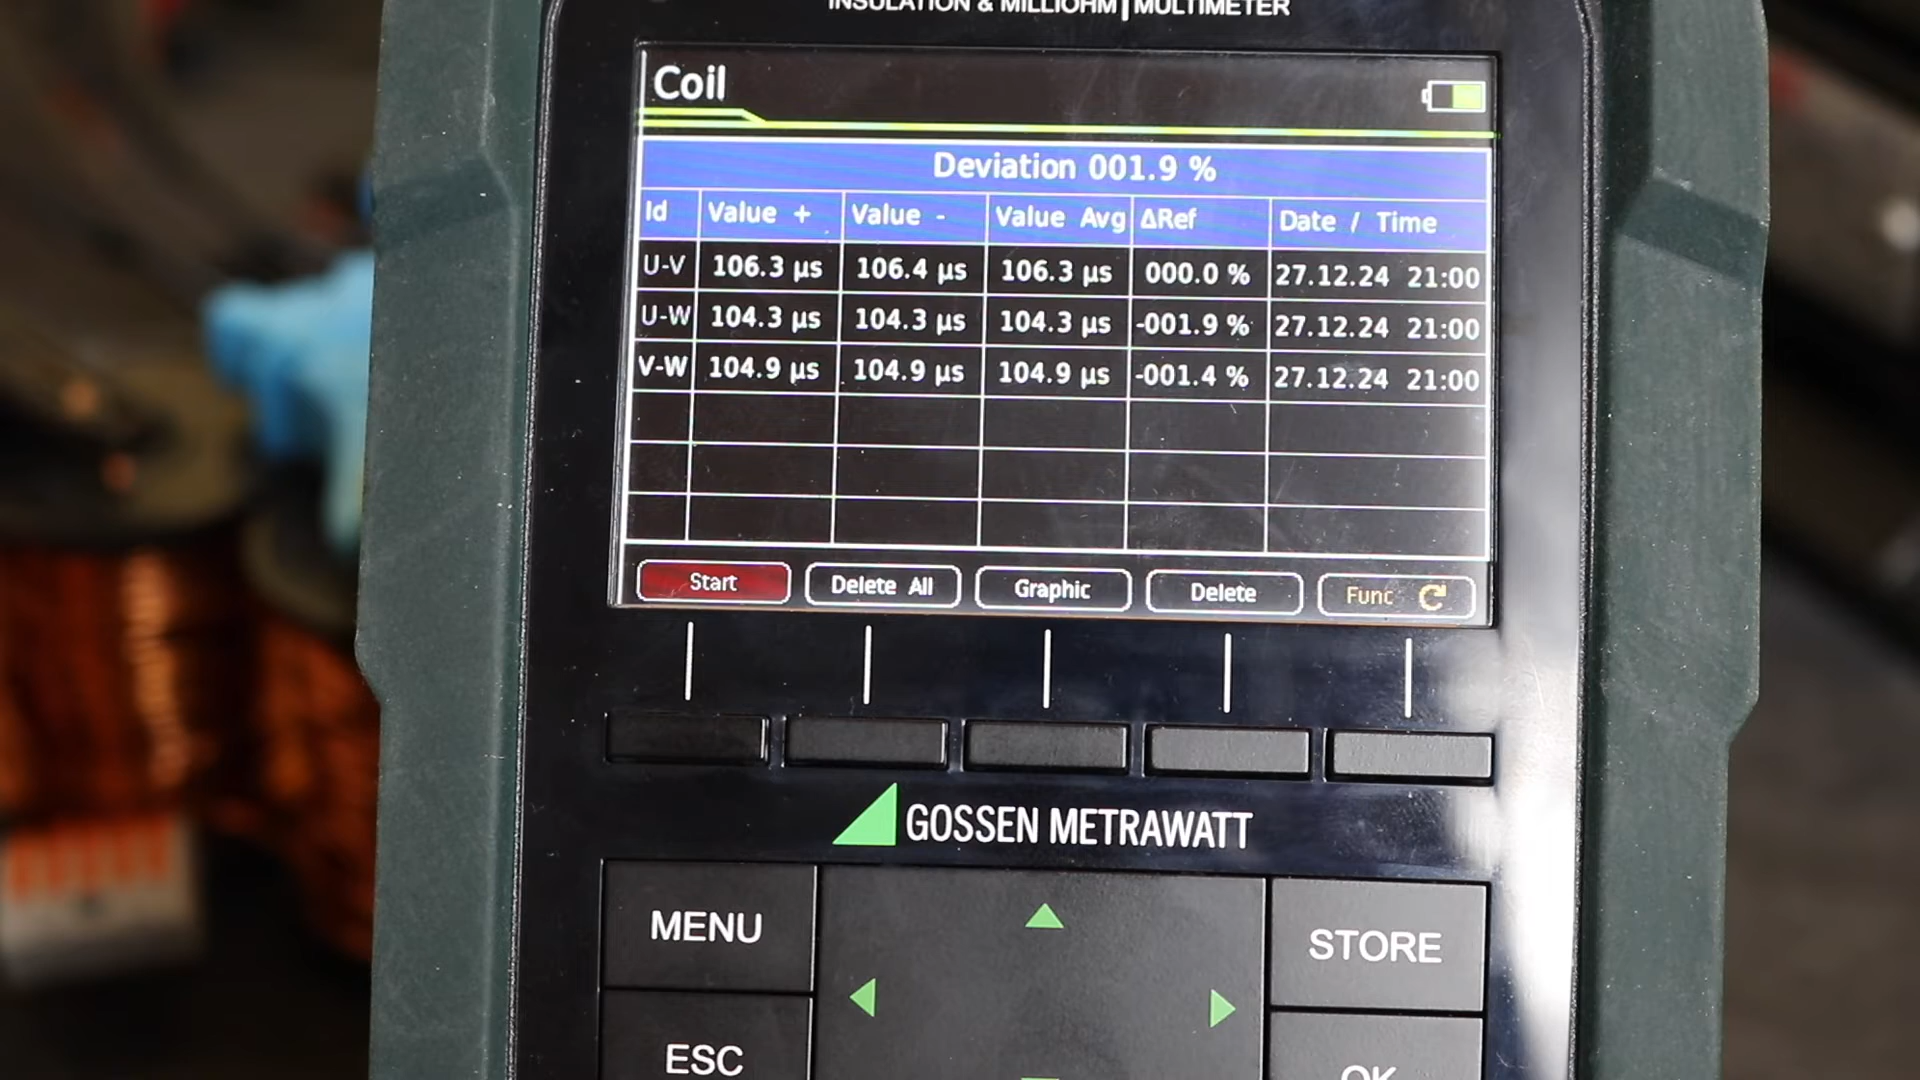 INSULATION & MILLIOHM | MULTIMETER
Coil
Deviation 001.9 %
Id Value + Value - Value Avg ΔRef Date / Time
U-V 106.3 µs 106.4 µs 106.3 µs 000.0 % 27.12.24 21:00
U-W 104.3 µs 104.3 µs 104.3 µs -001.9 % 27.12.24 21:00
V-W 104.9 µs 104.9 µs 104.9 µs -001.4 % 27.12.24 21:00
Start Delete All Graphic Delete Func
GOSSEN METRAWATT
MENU STORE
ESC OK